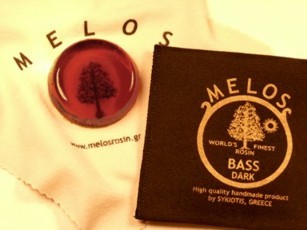 MELOS
www.melosrosin.gr
MELOS
WORLD'S FINEST
ROSIN
BASS
DARK
High quality handmade product
by SYKIOTIS, GREECE